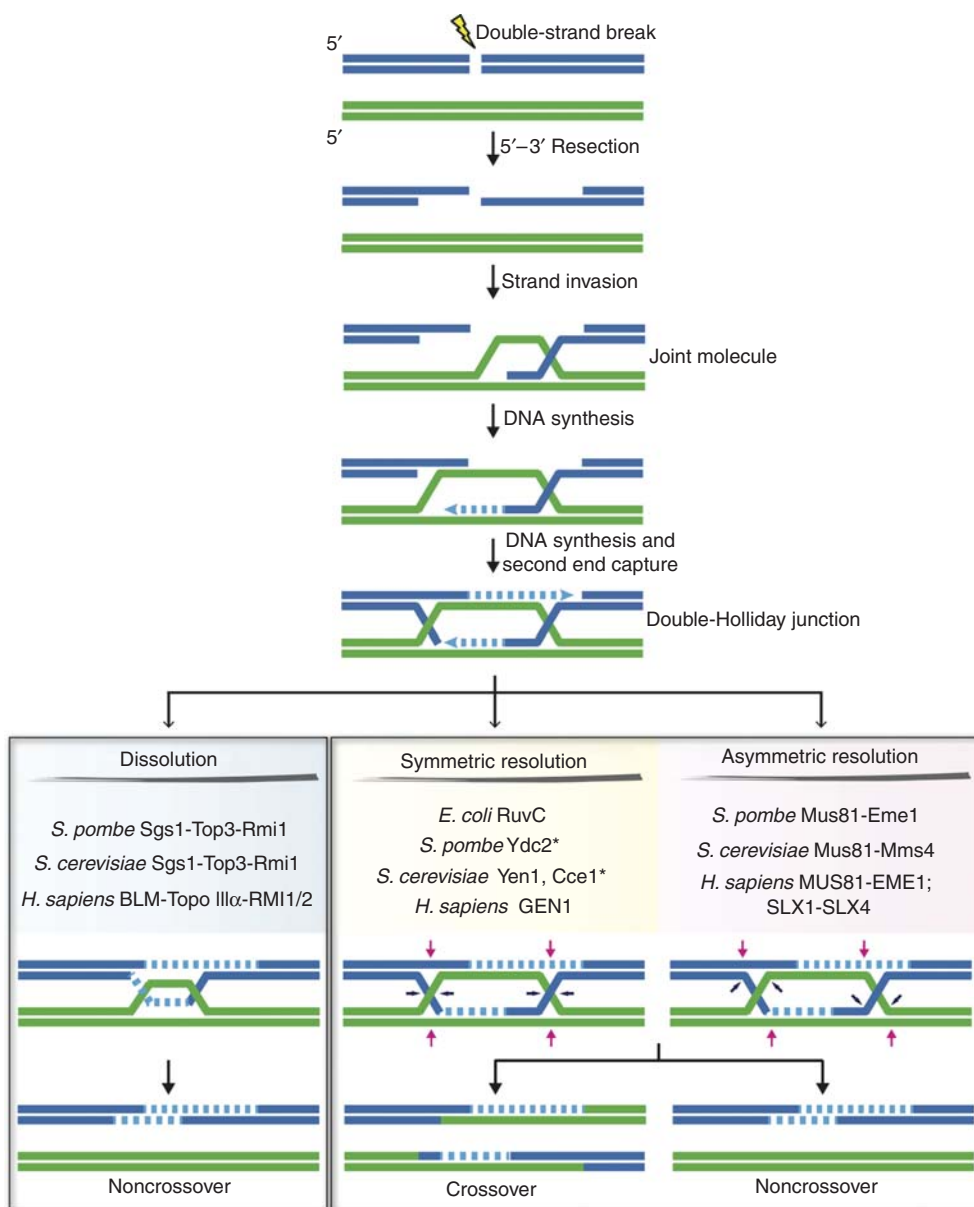 Double-strand break
5′
5′
5′–3′ Resection
Strand invasion
Joint molecule
DNA synthesis
DNA synthesis and
second end capture
Double-Holliday junction
Dissolution
S. pombe Sgs1-Top3-Rmi1
S. cerevisiae Sgs1-Top3-Rmi1
H. sapiens BLM-Topo IIIα-RMI1/2
Noncrossover
Symmetric resolution
E. coli RuvC
S. pombe Ydc2*
S. cerevisiae Yen1, Cce1*
H. sapiens GEN1
Crossover
Asymmetric resolution
S. pombe Mus81-Eme1
S. cerevisiae Mus81-Mms4
H. sapiens MUS81-EME1;
SLX1-SLX4
Noncrossover